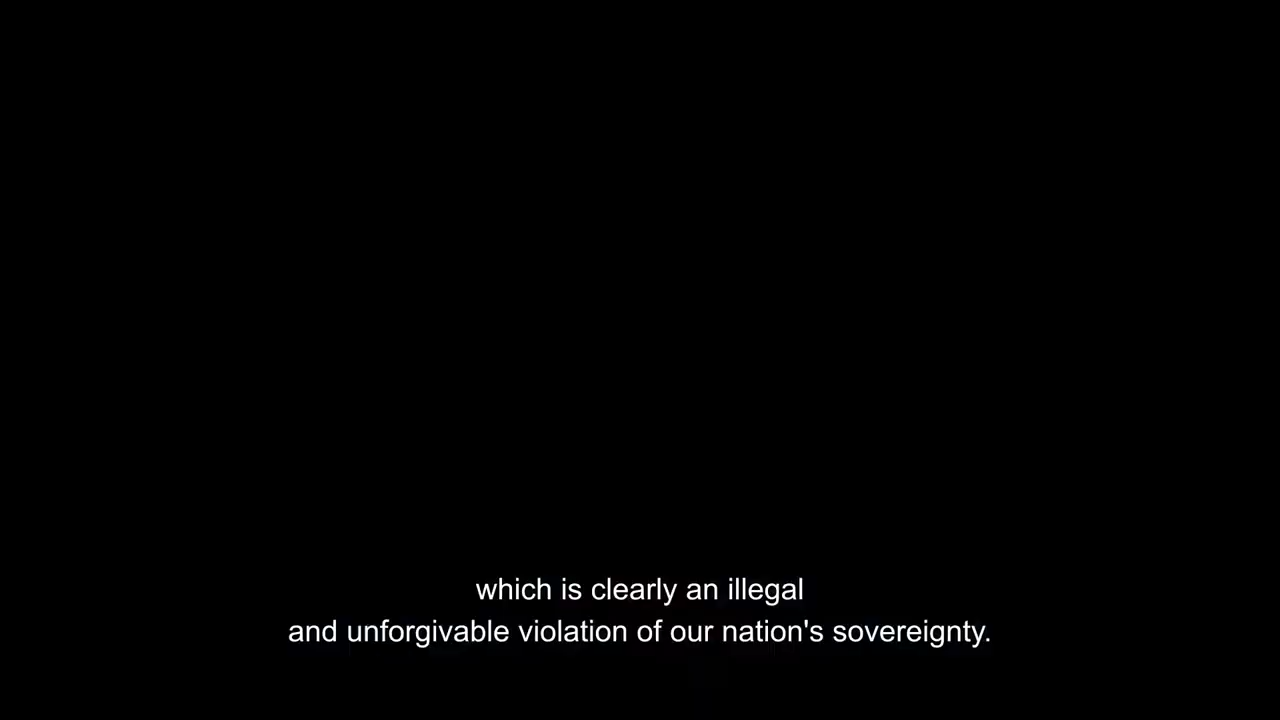 which is clearly an illegal
and unforgivable violation of our nation's sovereignty.